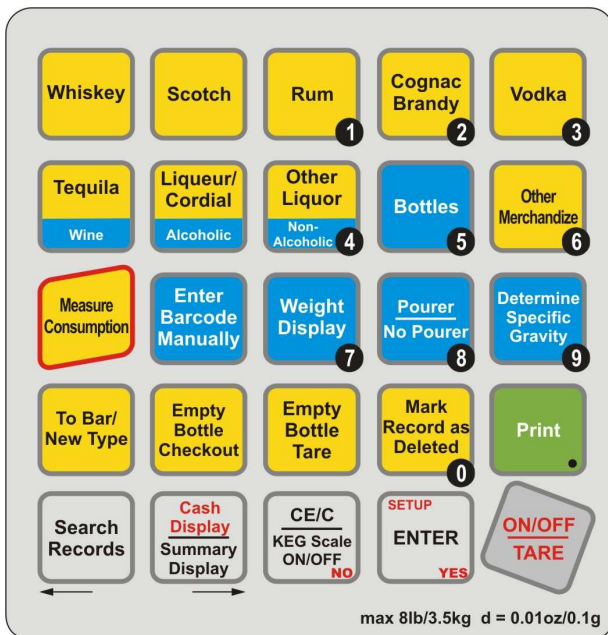 Whiskey
Scotch
Rum
1
Cognac
Brandy
2
Vodka
3
Tequila
Wine
Liqueur/
Cordial
Alcoholic
Other
Liquor
Non-
Alcoholic
4
Bottles
5
Other
Merchandize
6
Measure
Consumption
Enter
Barcode
Manually
Weight
Display
7
Pourer
No Pourer
8
Determine
Specific
Gravity
9
To Bar/
New Type
Empty
Bottle
Checkout
Empty
Bottle
Tare
Mark
Record as
Deleted
0
Print
.
Search
Records
Cash
Display
Summary
Display
CE/C
KEG Scale
ON/OFF
NO
SETUP
ENTER
YES
ON/OFF
TARE
max 8lb/3.5kg d = 0.01oz/0.1g